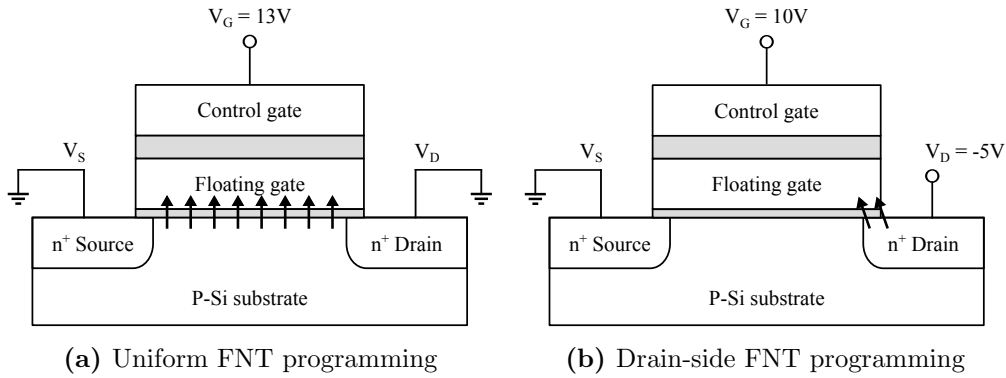 V_G = 13V
Control gate
V_S
V_D
Floating gate
n⁺ Source
n⁺ Drain
P-Si substrate
(a) Uniform FNT programming
V_G = 10V
Control gate
V_S
V_D = -5V
Floating gate
n⁺ Source
n⁺ Drain
P-Si substrate
(b) Drain-side FNT programming